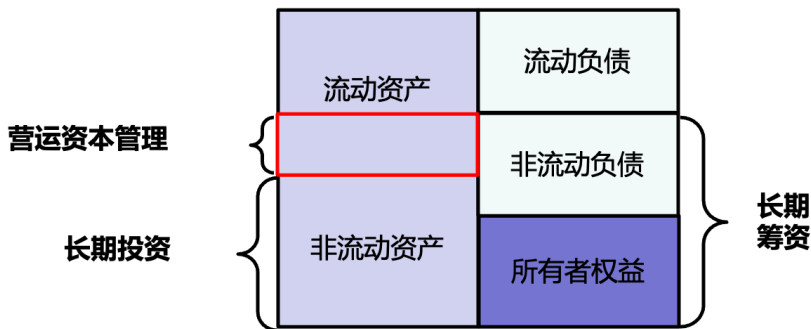 流动资产
流动负债
营运资本管理
非流动负债
长期投资
非流动资产
所有者权益
长期
筹资